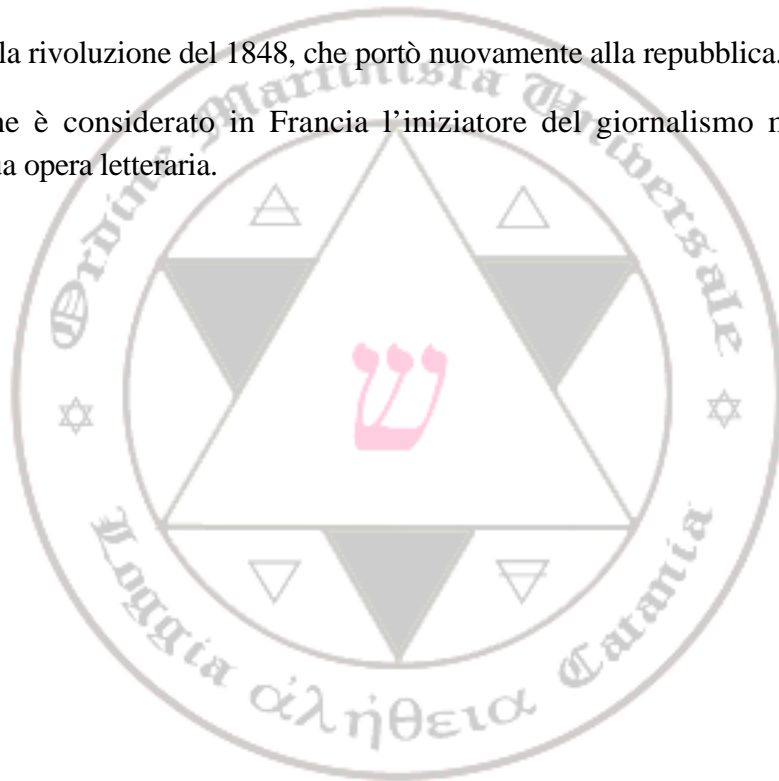 la rivoluzione del 1848, che portò nuovamente alla repubblica.
è considerato in Francia l’iniziatore del giornalismo
opera letteraria.
Ordine Martinista Universale
ש
Loggia ἀλήθεια Catania